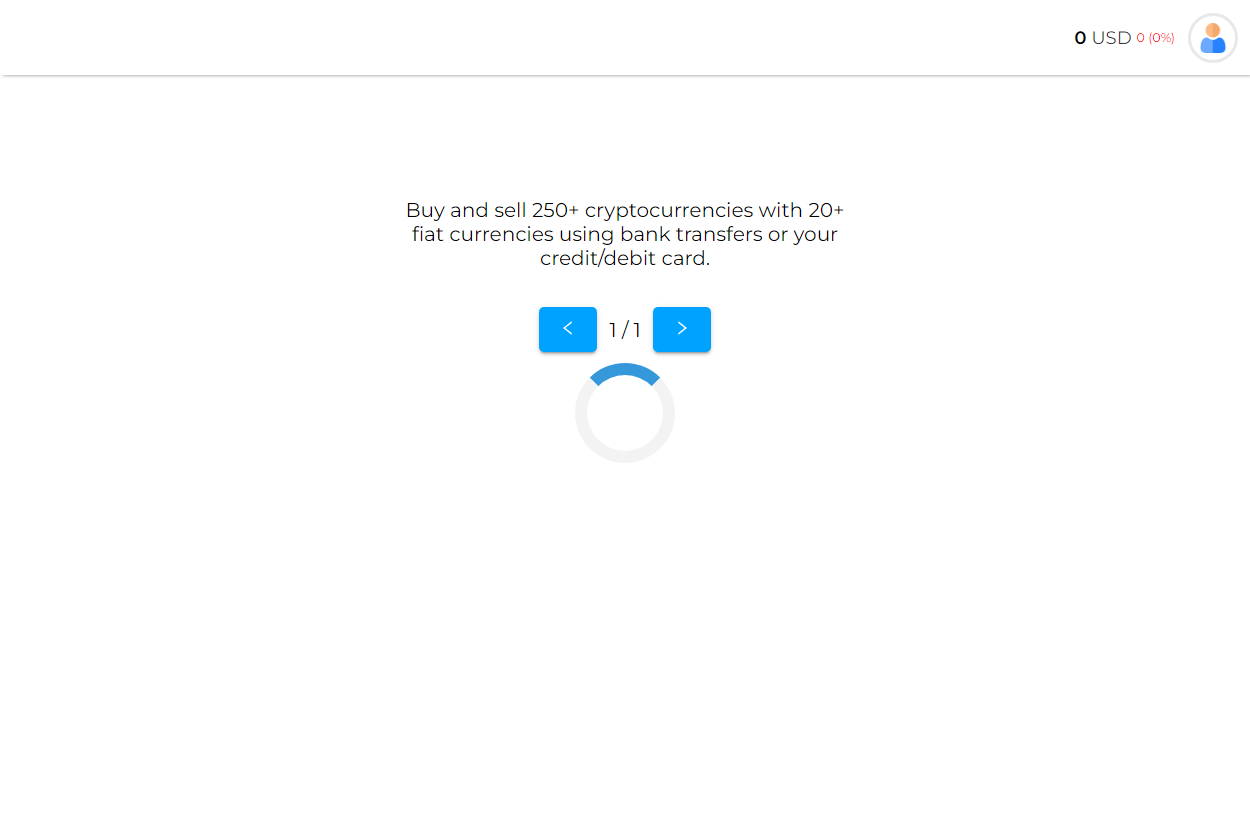 0 USD 0 (0%)
Buy and sell 250+ cryptocurrencies with 20+
fiat currencies using bank transfers or your
credit/debit card.
< 1 / 1 >